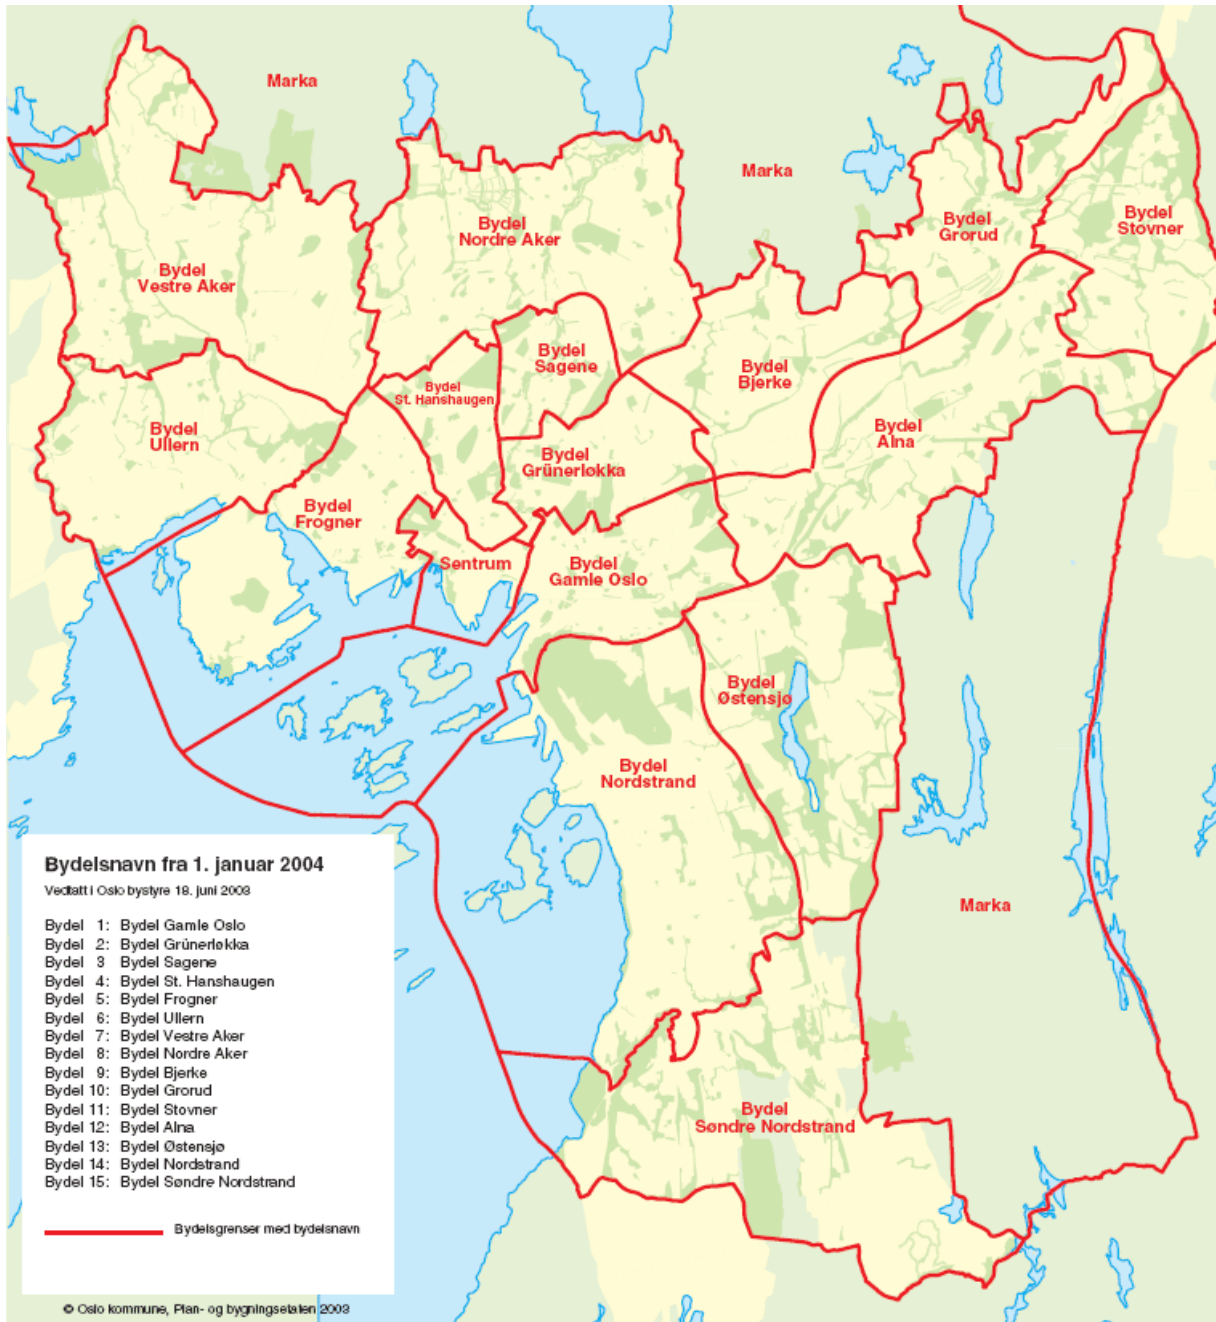 Marka
Marka
Bydel
Nordre Aker
Bydel
Grorud
Bydel
Stovner
Bydel
Vestre Aker
Bydel
Sagene
Bydel
St. Hanshaugen
Bydel
Bjerke
Bydel
Ullern
Bydel
Grünerløkka
Bydel
Alna
Bydel
Frogner
Sentrum
Bydel
Gamle Oslo
Bydel
Østensjø
Bydel
Nordstrand
Marka
Bydel
Søndre Nordstrand
Bydelsnavn fra 1. januar 2004
Vedtatt i Oslo bystyre 18. juni 2003
Bydel 1: Bydel Gamle Oslo
Bydel 2: Bydel Grünerløkka
Bydel 3 Bydel Sagene
Bydel 4: Bydel St. Hanshaugen
Bydel 5: Bydel Frogner
Bydel 6: Bydel Ullern
Bydel 7: Bydel Vestre Aker
Bydel 8: Bydel Nordre Aker
Bydel 9: Bydel Bjerke
Bydel 10: Bydel Grorud
Bydel 11: Bydel Stovner
Bydel 12: Bydel Alna
Bydel 13: Bydel Østensjø
Bydel 14: Bydel Nordstrand
Bydel 15: Bydel Søndre Nordstrand
Bydelsgrenser med bydelsnavn
© Oslo kommune, Plan- og bygningsetaten 2003